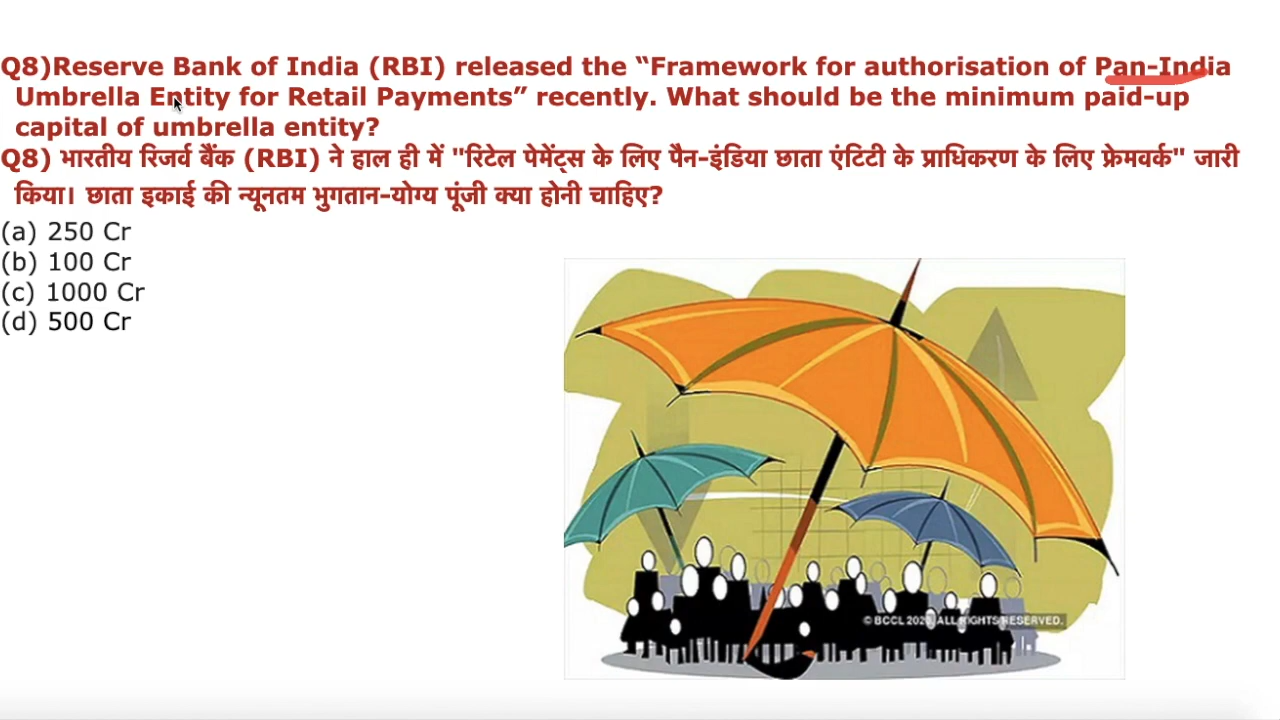 Q8)Reserve Bank of India (RBI) released the “Framework for authorisation of Pan-India
Umbrella Entity for Retail Payments” recently. What should be the minimum paid-up
capital of umbrella entity?
Q8) भारतीय रिजर्व बैंक (RBI) ने हाल ही में "रिटेल पेमेंट्स के लिए पैन-इंडिया छाता एंटिटी के प्राधिकरण के लिए फ्रेमवर्क" जारी
किया। छाता इकाई की न्यूनतम भुगतान-योग्य पूंजी क्या होनी चाहिए?
(a) 250 Cr
(b) 100 Cr
(c) 1000 Cr
(d) 500 Cr
© BCCL 2020. ALL RIGHTS RESERVED.